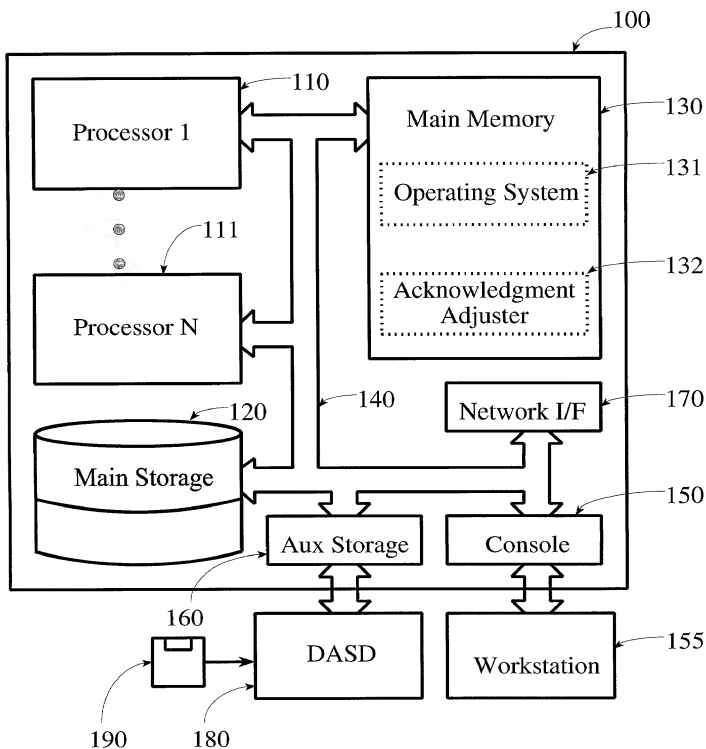 100
110
Processor 1
Main Memory
130
131
Operating System
111
132
Processor N
Acknowledgment
Adjuster
120
140
Network I/F
170
Main Storage
150
Aux Storage
Console
160
DASD
Workstation
155
190
180